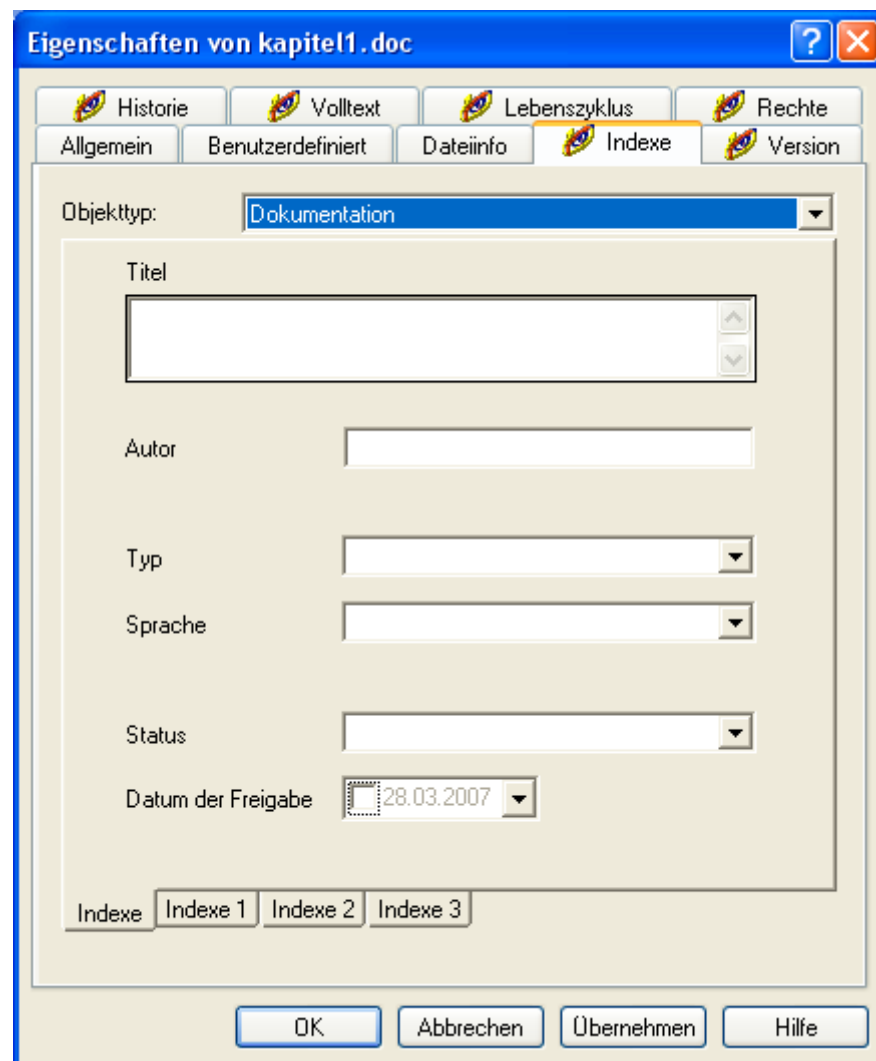 Eigenschaften von kapitel1.doc
Historie Volltext Lebenszyklus Rechte
Allgemein Benutzerdefiniert Dateiinfo Indexe Version
Objekttyp: Dokumentation
Titel
Autor
Typ
Sprache
Status
Datum der Freigabe 28.03.2007
Indexe Indexe 1 Indexe 2 Indexe 3
OK Abbrechen Übernehmen Hilfe